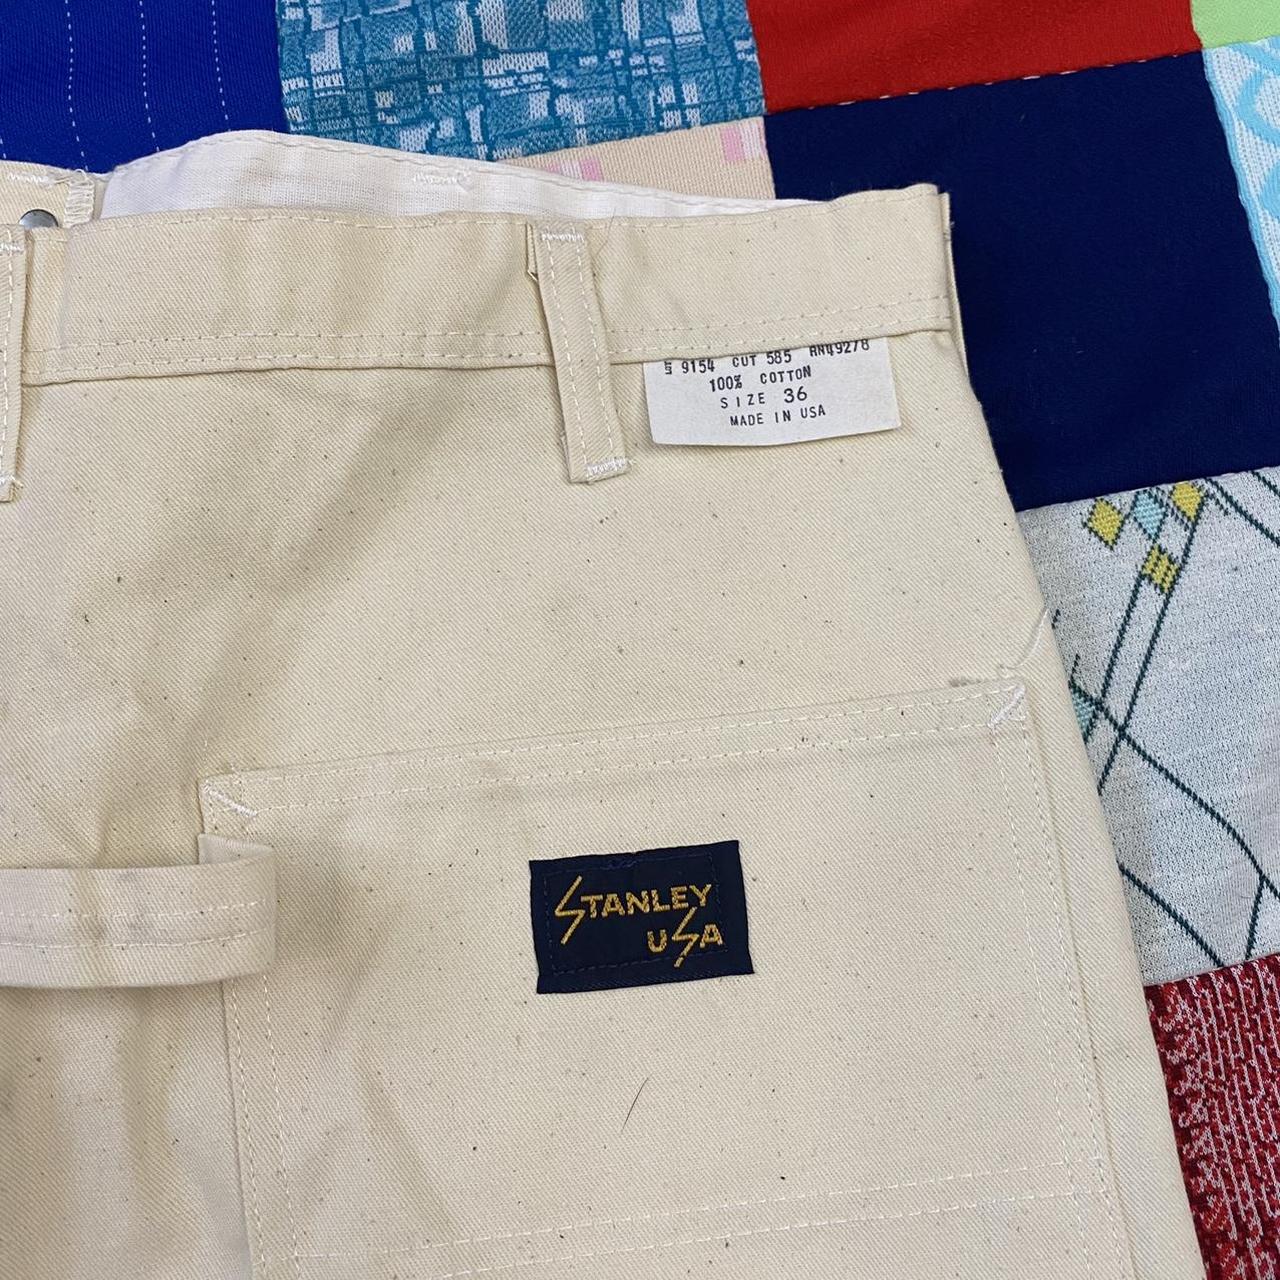 9154 CUT 585 RN49278
100% COTTON
SIZE 36
MADE IN USA
STANLEY
USA